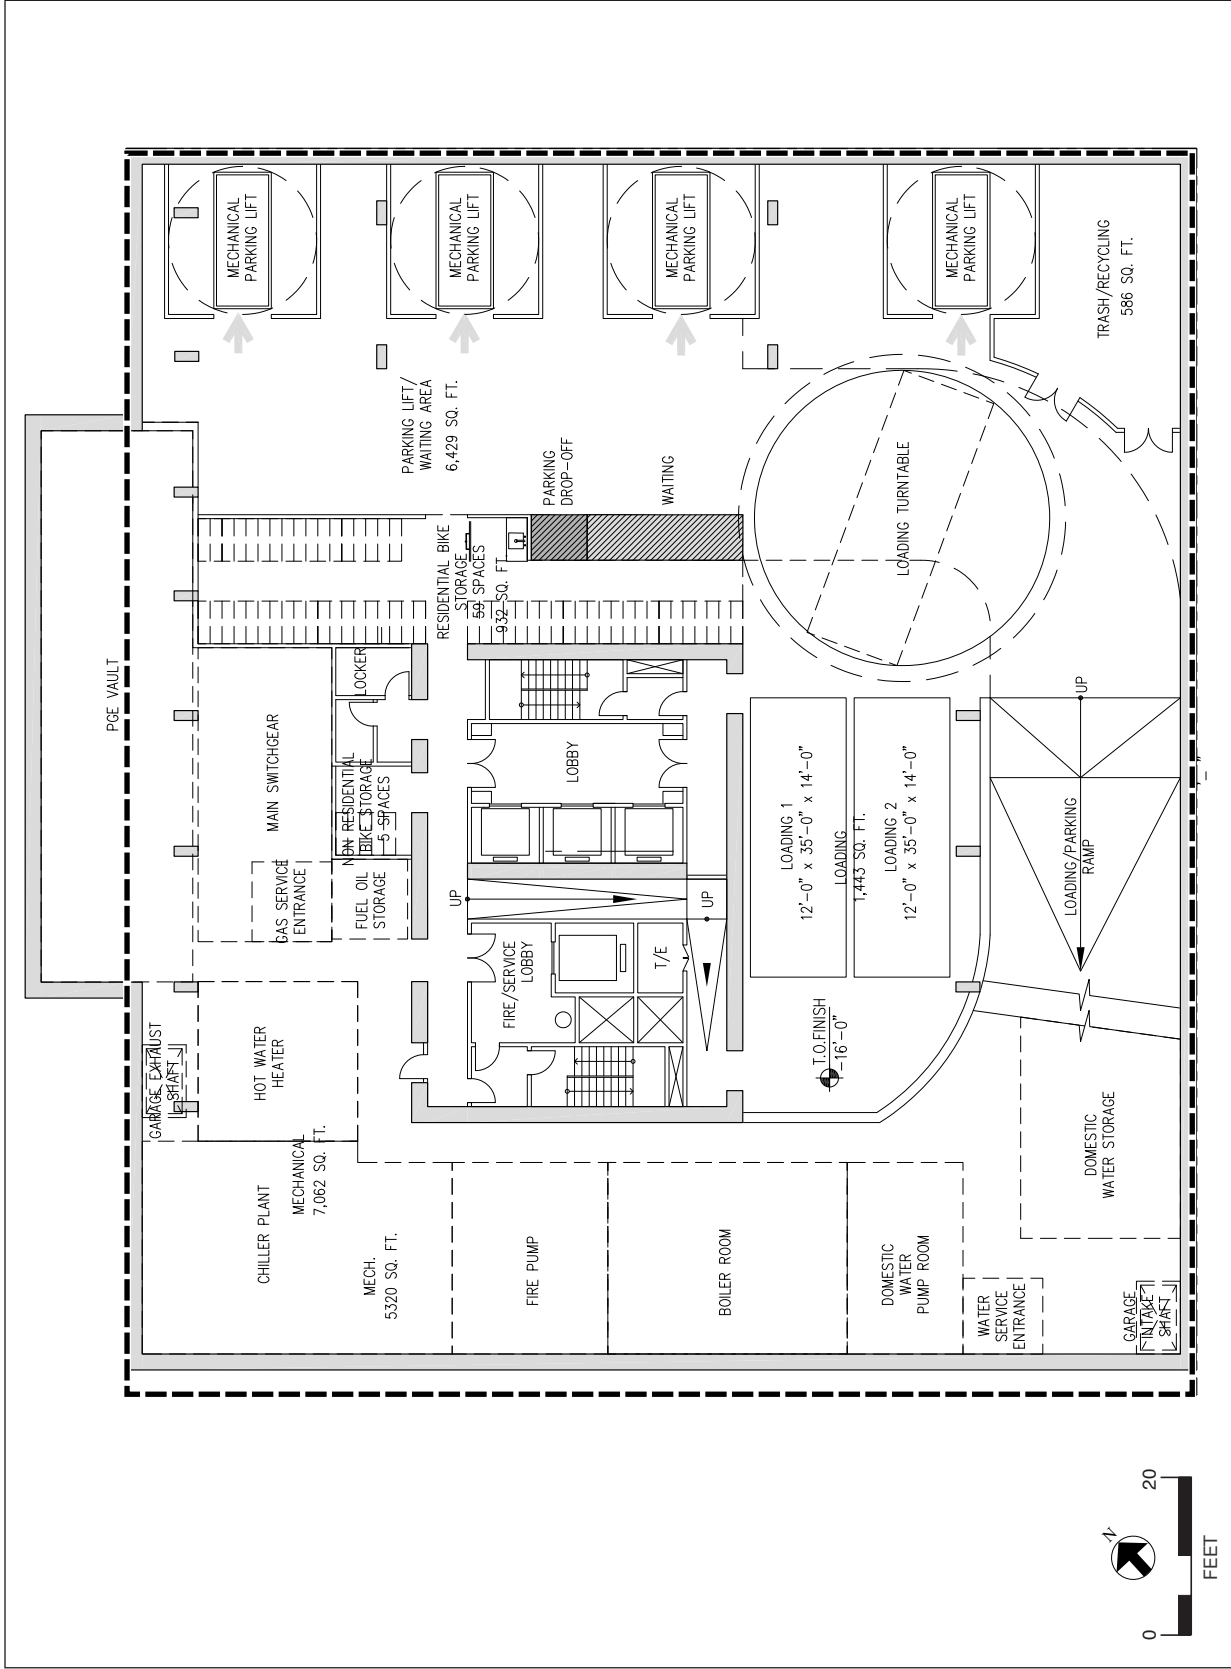 PGE VAULT
MECHANICAL
PARKING LIFT
MECHANICAL
PARKING LIFT
MECHANICAL
PARKING LIFT
MECHANICAL
PARKING LIFT
TRASH/RECYCLING
586 SQ. FT.
PARKING LIFT/
WAITING AREA
6,429 SQ. FT.
PARKING
DROP-OFF
WAITING
LOADING TURNTABLE
RESIDENTIAL BIKE
STORAGE
59 SPACES
932 SQ. FT.
LOCKER
MAIN SWITCHGEAR
NON RESIDENTIAL
BIKE STORAGE
5 SPACES
GAS SERVICE
ENTRANCE
FUEL OIL
STORAGE
LOBBY
UP
UP
UP
FIRE/SERVICE
LOBBY
T/E
LOADING 1
12'-0" x 35'-0" x 14'-0"
LOADING
1,443 SQ. FT.
LOADING 2
12'-0" x 35'-0" x 14'-0"
LOADING/PARKING
RAMP
T.O.FINISH
-16'-0"
GARAGE EXHAUST
SHAFT
HOT WATER
HEATER
MECHANICAL
7,062 SQ. FT.
CHILLER PLANT
MECH.
5320 SQ. FT.
FIRE PUMP
BOILER ROOM
DOMESTIC
WATER
PUMP ROOM
WATER
SERVICE
ENTRANCE
DOMESTIC
WATER STORAGE
GARAGE
INTAKE
SHAFT
N
0 20
FEET